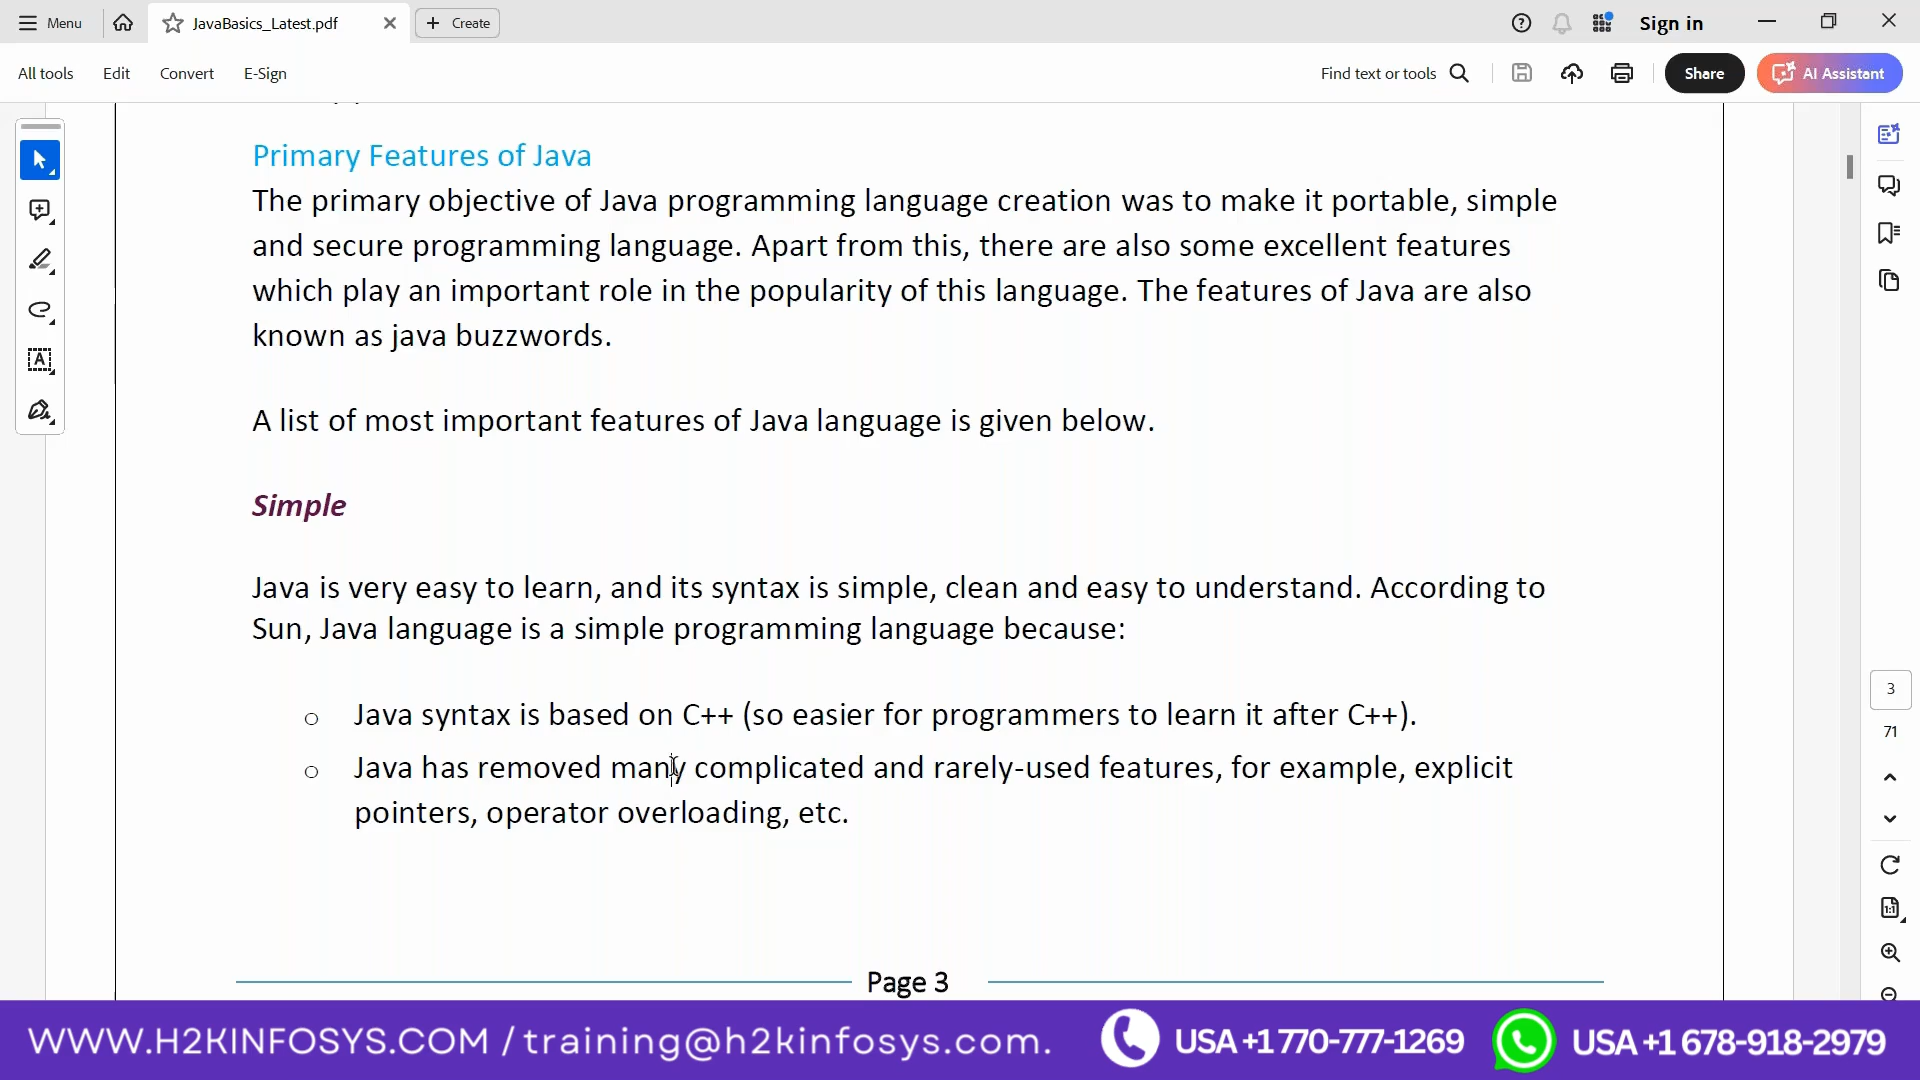 Menu
JavaBasics_Latest.pdf
Create
Sign in
All tools
Edit
Convert
E-Sign
Find text or tools
Share
AI Assistant
Primary Features of Java
The primary objective of Java programming language creation was to make it portable, simple
and secure programming language. Apart from this, there are also some excellent features
which play an important role in the popularity of this language. The features of Java are also
known as java buzzwords.
A list of most important features of Java language is given below.
Simple
Java is very easy to learn, and its syntax is simple, clean and easy to understand. According to
Sun, Java language is a simple programming language because:
o Java syntax is based on C++ (so easier for programmers to learn it after C++).
o Java has removed many complicated and rarely-used features, for example, explicit
pointers, operator overloading, etc.
3
71
Page 3
WWW.H2KINFOSYS.COM / training@h2kinfosys.com.
USA +1 770-777-1269
USA +1 678-918-2979